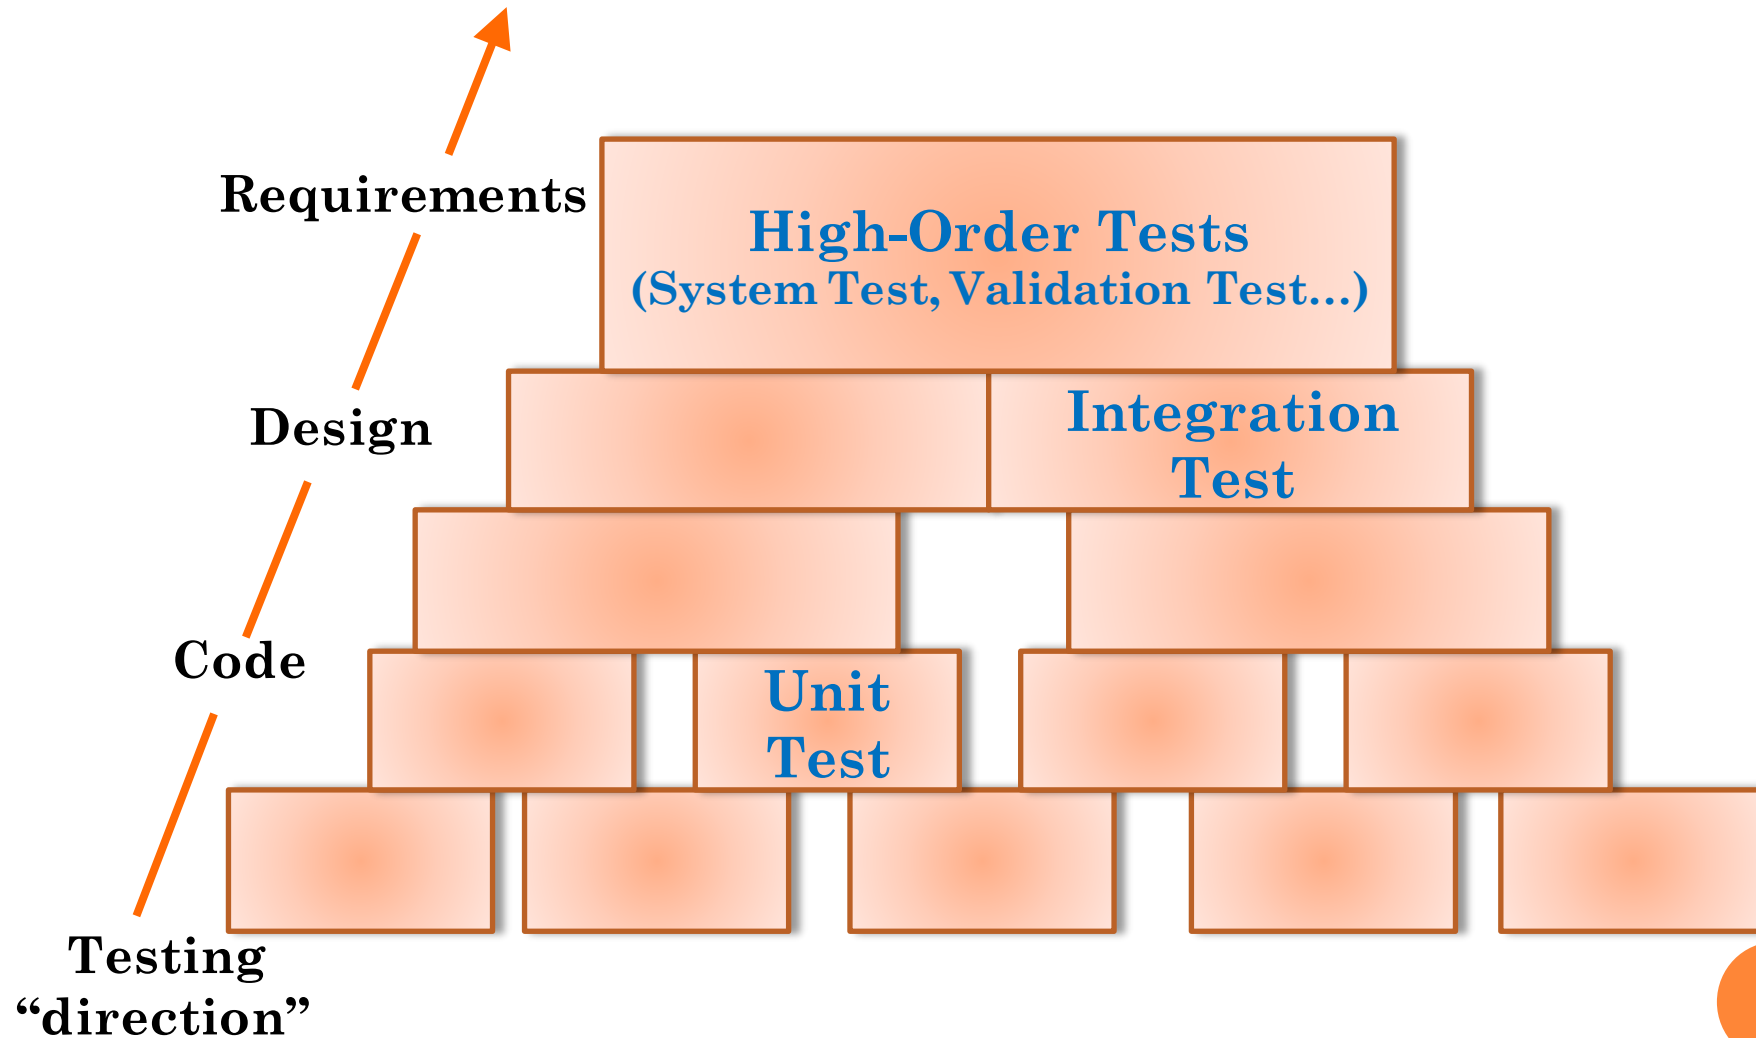 Requirements
High-Order Tests
(System Test, Validation Test...)
Design
Integration
Test
Code
Unit
Test
Testing
“direction”